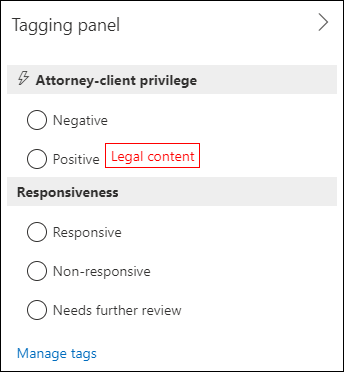 Tagging panel
Attorney-client privilege
Negative
Positive Legal content
Responsiveness
Responsive
Non-responsive
Needs further review
Manage tags